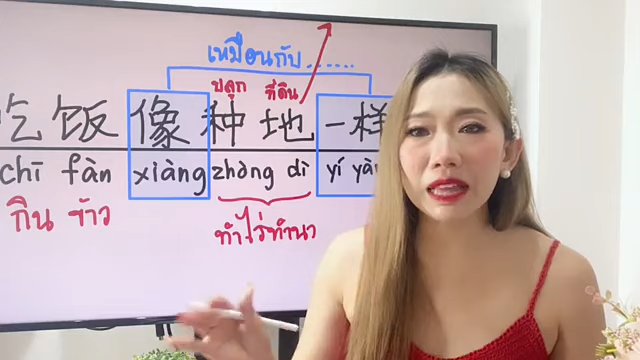 เหมือนกับ......
ปลูก ที่ดิน
吃饭像种地一样
chī fàn xiàng zhòng dì yí yà
กิน ข้าว
ทำไร่ทำนา